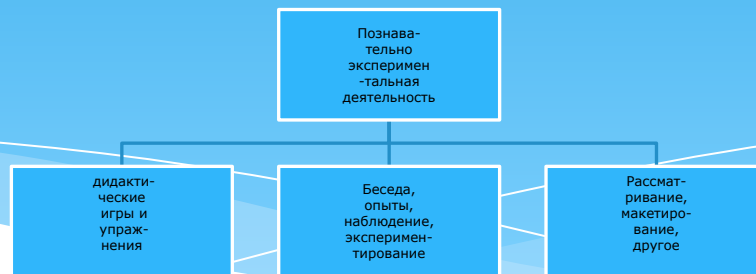 Познава-
тельно
эксперимен
-тальная
деятельность
дидакти-
ческие
игры и
упраж-
нения
Беседа,
опыты,
наблюдение,
эксперимен-
тирование
Рассмат-
ривание,
макетиро-
вание,
другое